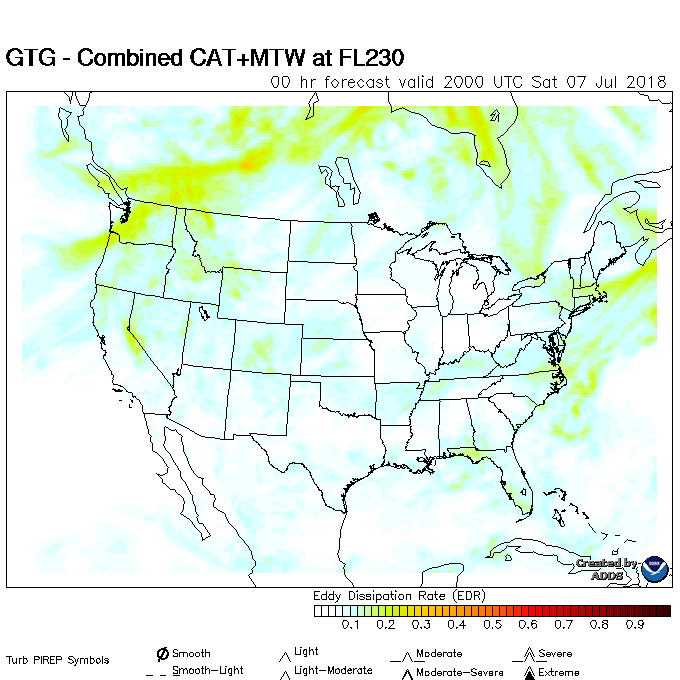 GTG - Combined CAT+MTW at FL230
00 hr forecast valid 2000 UTC Sat 07 Jul 2018
Created by
ADDS
Eddy Dissipation Rate (EDR)
0.1 0.2 0.3 0.4 0.5 0.6 0.7 0.8 0.9
Turb PIREP Symbols
Smooth
Light
Moderate
Severe
Smooth-Light
Light-Moderate
Moderate-Severe
Extreme